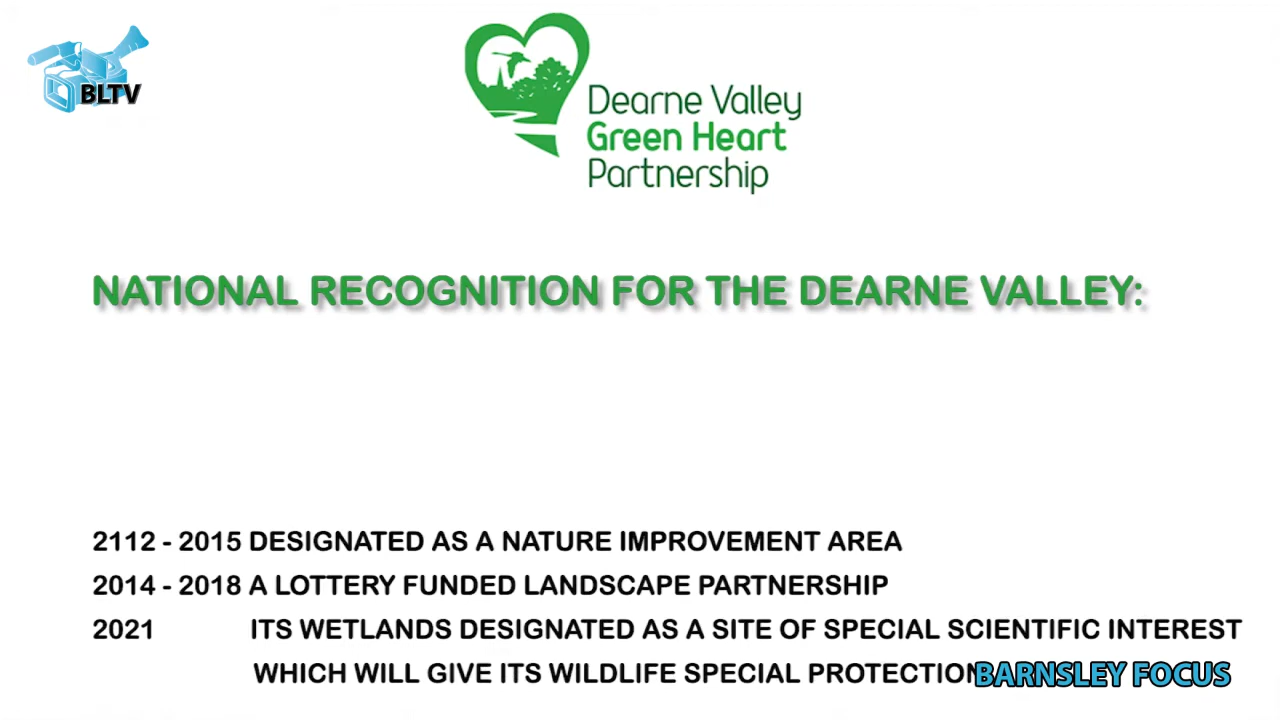 BLTV
Dearne Valley
Green Heart
Partnership
NATIONAL RECOGNITION FOR THE DEARNE VALLEY:
2112 - 2015 DESIGNATED AS A NATURE IMPROVEMENT AREA
2014 - 2018 A LOTTERY FUNDED LANDSCAPE PARTNERSHIP
2021 ITS WETLANDS DESIGNATED AS A SITE OF SPECIAL SCIENTIFIC INTEREST
WHICH WILL GIVE ITS WILDLIFE SPECIAL PROTECTION
BARNSLEY FOCUS